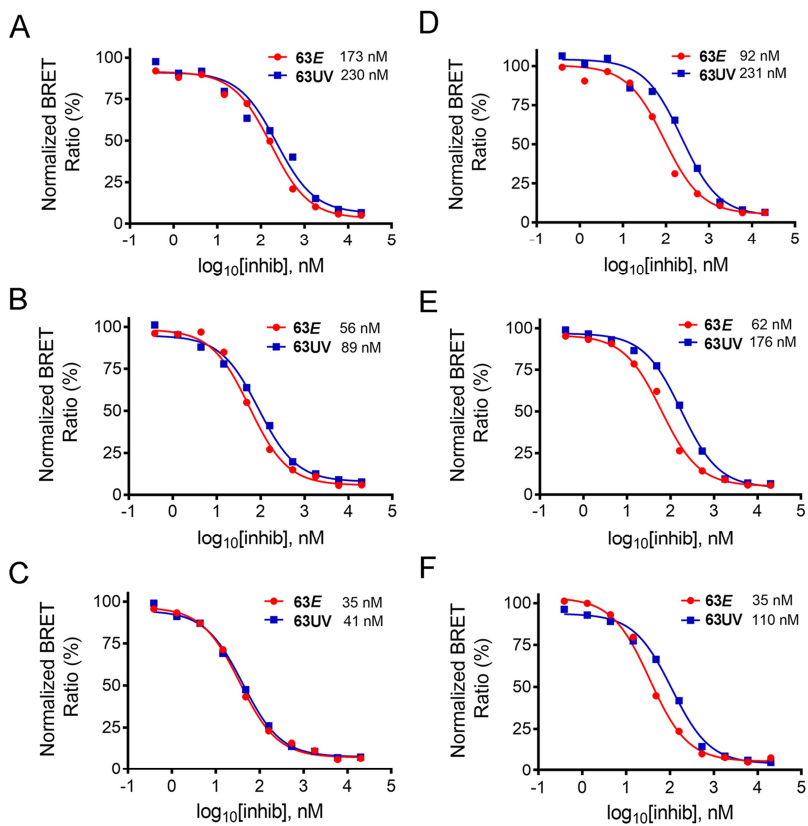 A
Normalized BRET
Ratio (%)
100
75
50
25
0
-1 0 1 2 3 4 5
log10[inhib], nM
63E 173 nM
63UV 230 nM
D
Normalized BRET
Ratio (%)
100
75
50
25
0
-1 0 1 2 3 4 5
log10[inhib], nM
63E 92 nM
63UV 231 nM
B
Normalized BRET
Ratio (%)
100
75
50
25
0
-1 0 1 2 3 4 5
log10[inhib], nM
63E 56 nM
63UV 89 nM
E
Normalized BRET
Ratio (%)
100
75
50
25
0
-1 0 1 2 3 4 5
log10[inhib], nM
63E 62 nM
63UV 176 nM
C
Normalized BRET
Ratio (%)
100
75
50
25
0
-1 0 1 2 3 4 5
log10[inhib], nM
63E 35 nM
63UV 41 nM
F
Normalized BRET
Ratio (%)
100
75
50
25
0
-1 0 1 2 3 4 5
log10[inhib], nM
63E 35 nM
63UV 110 nM